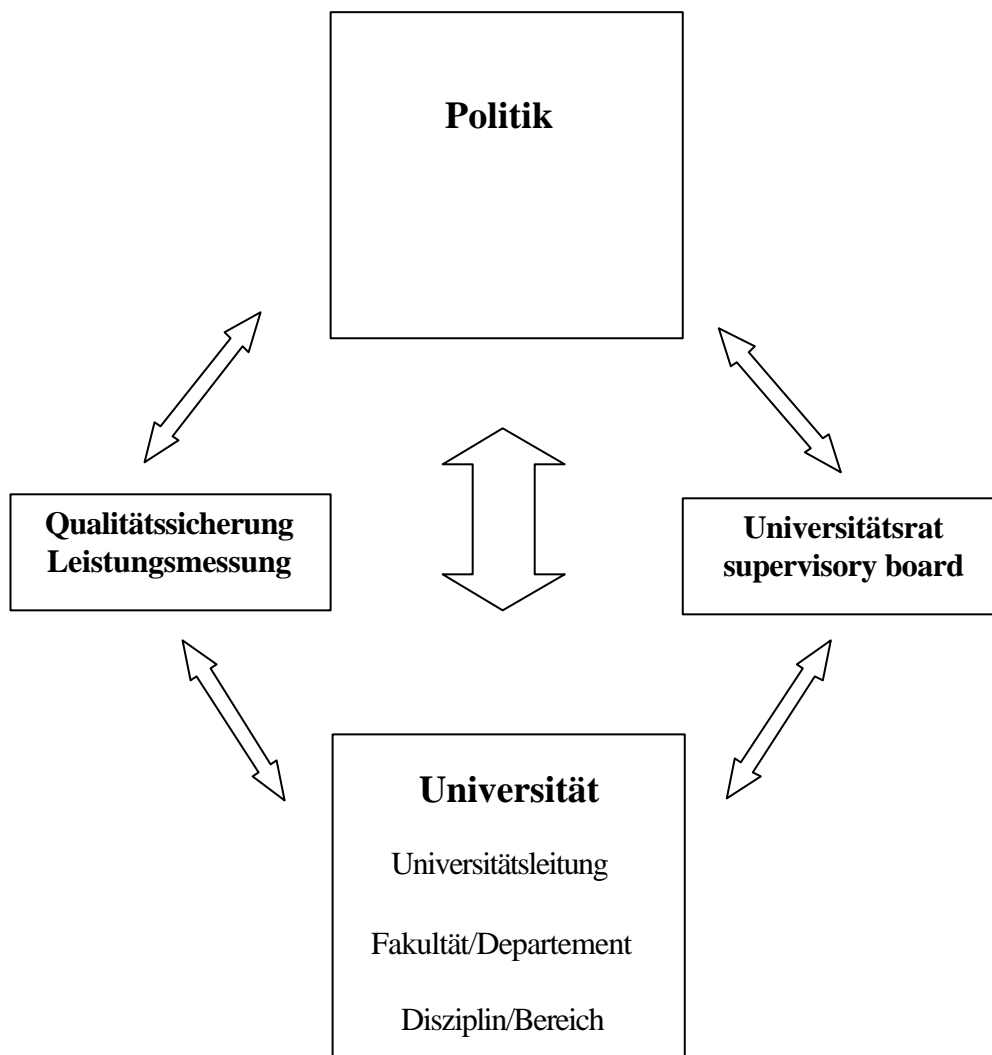 Politik
Qualitätssicherung
Leistungsmessung
Universitätsrat
supervisory board
Universität
Universitätsleitung
Fakultät/Departement
Disziplin/Bereich